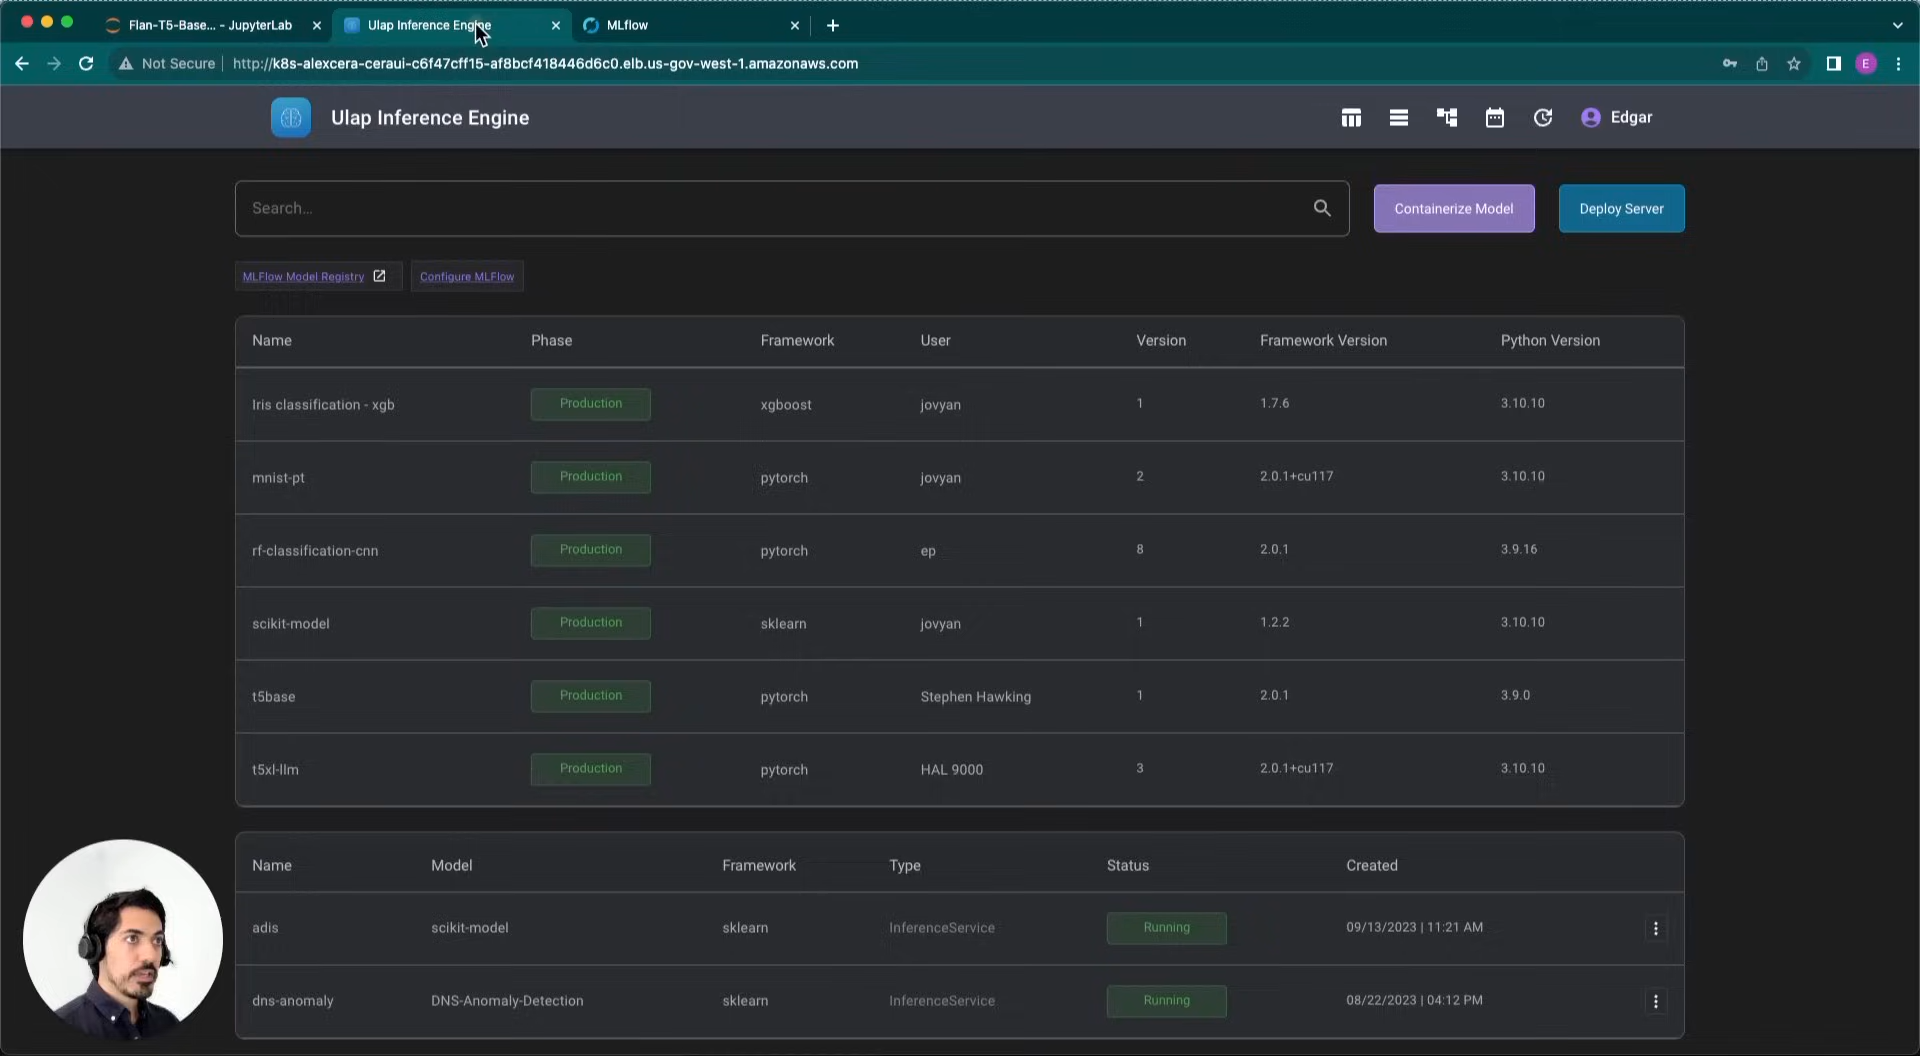 Flan-T5-Base... - JupyterLab
Ulap Inference Engine
MLflow
Not Secure
http://k8s-alexcera-ceraui-c6f47cff15-af8bcf418446d6c0.elb.us-gov-west-1.amazonaws.com
E
Ulap Inference Engine
Edgar
Search...
Containerize Model
Deploy Server
MLFlow Model Registry
Configure MLFlow
Name Phase Framework User Version Framework Version Python Version
Iris classification - xgb Production xgboost jovyan 1 1.7.6 3.10.10
mnist-pt Production pytorch jovyan 2 2.0.1+cu117 3.10.10
rf-classification-cnn Production pytorch ep 8 2.0.1 3.9.16
scikit-model Production sklearn jovyan 1 1.2.2 3.10.10
t5base Production pytorch Stephen Hawking 1 2.0.1 3.9.0
t5xl-llm Production pytorch HAL 9000 3 2.0.1+cu117 3.10.10
Name Model Framework Type Status Created
adis scikit-model sklearn InferenceService Running 09/13/2023 | 11:21 AM
dns-anomaly DNS-Anomaly-Detection sklearn InferenceService Running 08/22/2023 | 04:12 PM